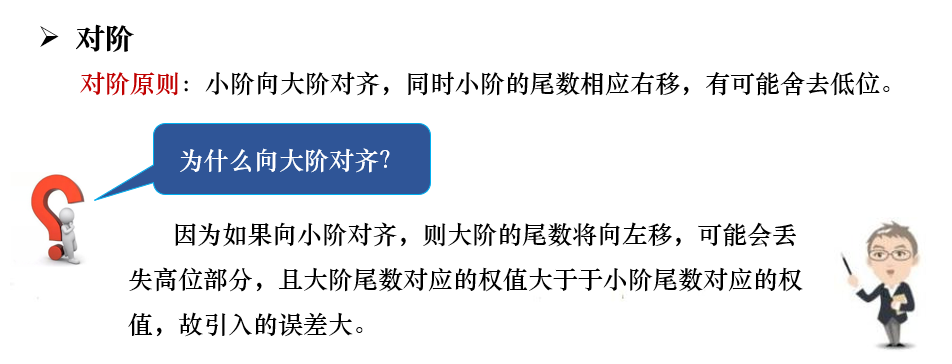 ➢ 对阶
对阶原则：小阶向大阶对齐，同时小阶的尾数相应右移，有可能舍去低位。
为什么向大阶对齐？
因为如果向小阶对齐，则大阶的尾数将向左移，可能会丢
失高位部分，且大阶尾数对应的权值大于于小阶尾数对应的权
值，故引入的误差大。